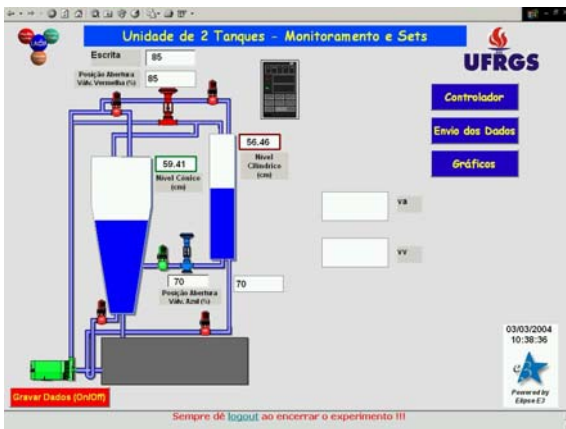 Unidade de 2 Tanques - Monitoramento e Sets
UFRGS
Escrita
85
Posição Abertura
Válv. Vermelha (%)
85
Controlador
Envio dos Dados
Gráficos
59.41
Nível Cônico
(cm)
56.46
Nível
Cilíndrico
(cm)
va
vv
70
Posição Abertura
Válv. Azul (%)
70
03/03/2004
10:38:36
Powered by
Elipse E3
Gravar Dados (On/Off)
Sempre dê logout ao encerrar o experimento !!!